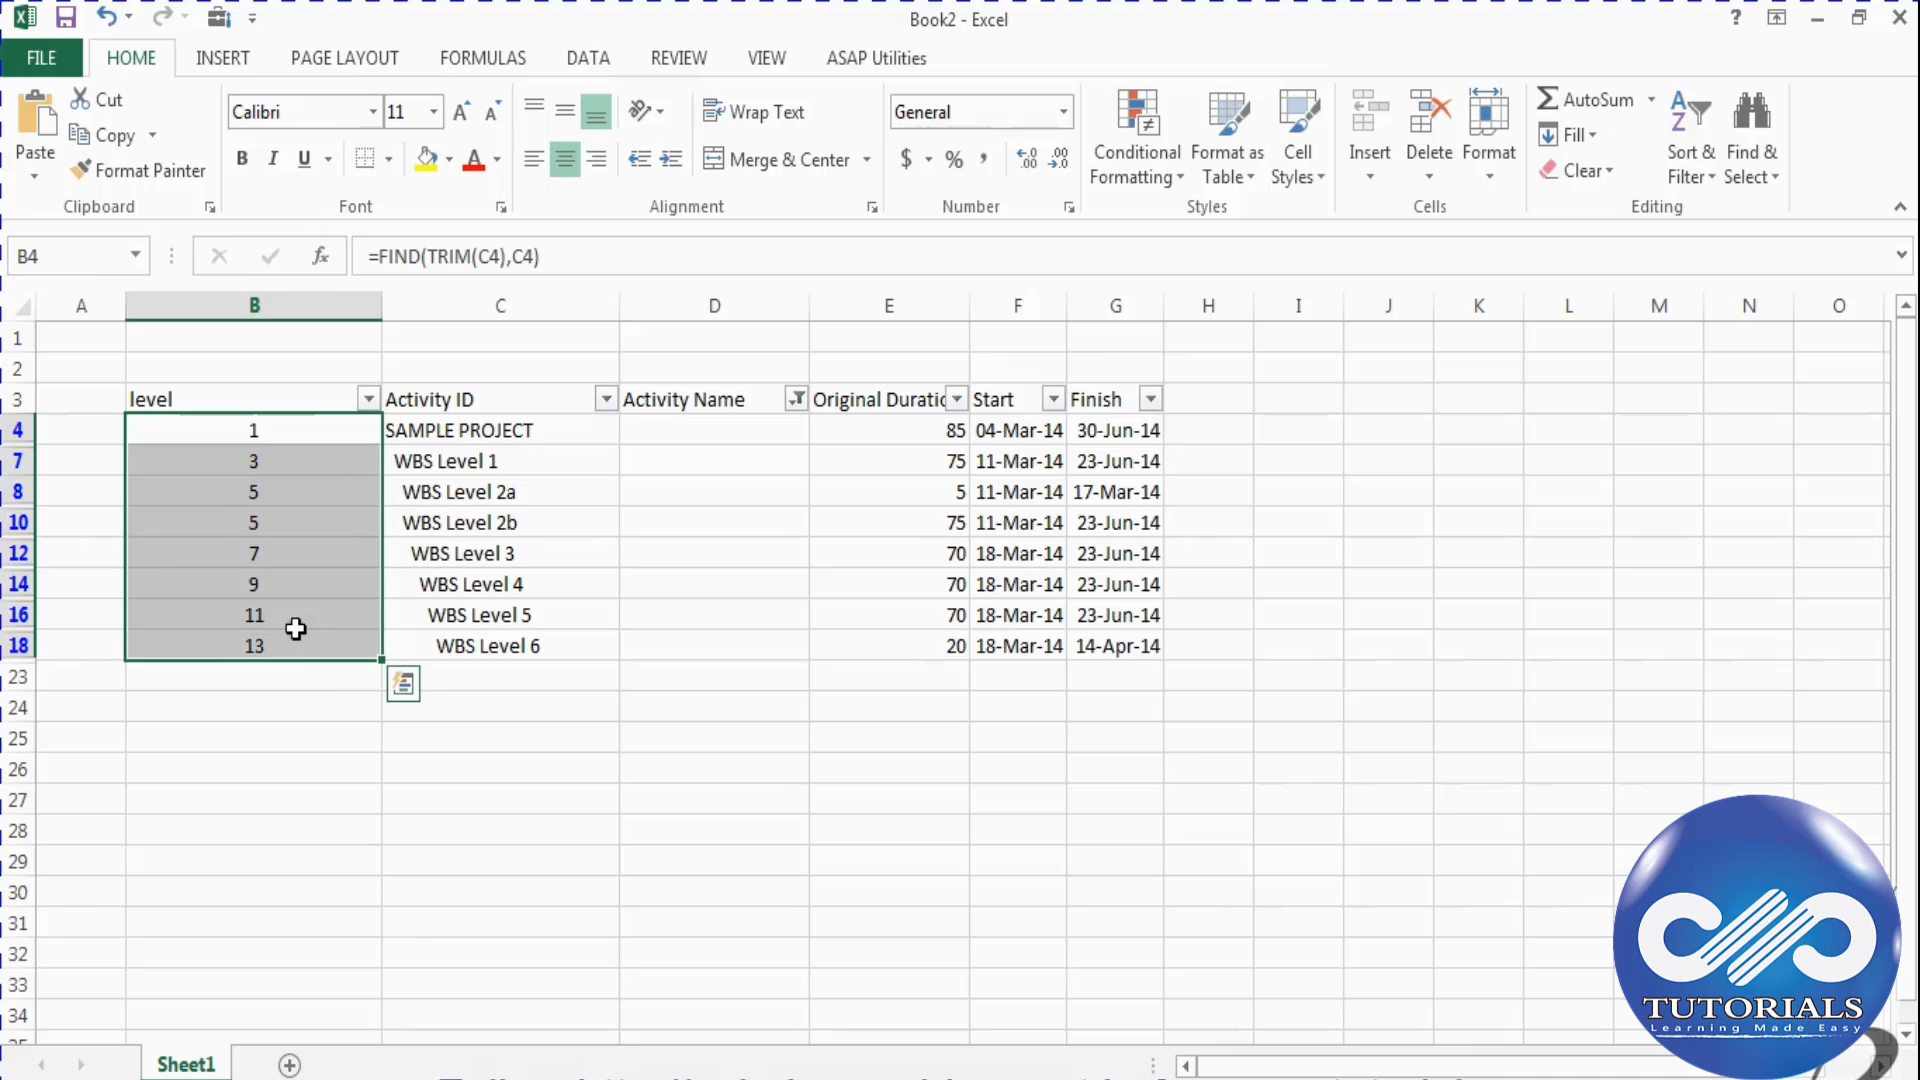 Book2 - Excel
FILE HOME INSERT PAGE LAYOUT FORMULAS DATA REVIEW VIEW ASAP Utilities
Paste
Cut
Copy
Format Painter
Clipboard
Calibri 11
B I U
Font
Wrap Text
Merge & Center
Alignment
General
$ % ,
Number
Conditional Formatting
Format as Table
Cell Styles
Styles
Insert Delete Format
Cells
AutoSum
Fill
Clear
Sort & Filter
Find & Select
Editing
B4 fx =FIND(TRIM(C4),C4)
A B C D E F G H I J K L M N O
1
2
3 level Activity ID Activity Name Original Duratic Start Finish
4 1 SAMPLE PROJECT 85 04-Mar-14 30-Jun-14
7 3 WBS Level 1 75 11-Mar-14 23-Jun-14
8 5 WBS Level 2a 5 11-Mar-14 17-Mar-14
10 5 WBS Level 2b 75 11-Mar-14 23-Jun-14
12 7 WBS Level 3 70 18-Mar-14 23-Jun-14
14 9 WBS Level 4 70 18-Mar-14 23-Jun-14
16 11 WBS Level 5 70 18-Mar-14 23-Jun-14
18 13 WBS Level 6 20 18-Mar-14 14-Apr-14
23
24
25
26
27
28
29
30
31
32
33
34
Sheet1
TUTORIALS
Learning Made Easy